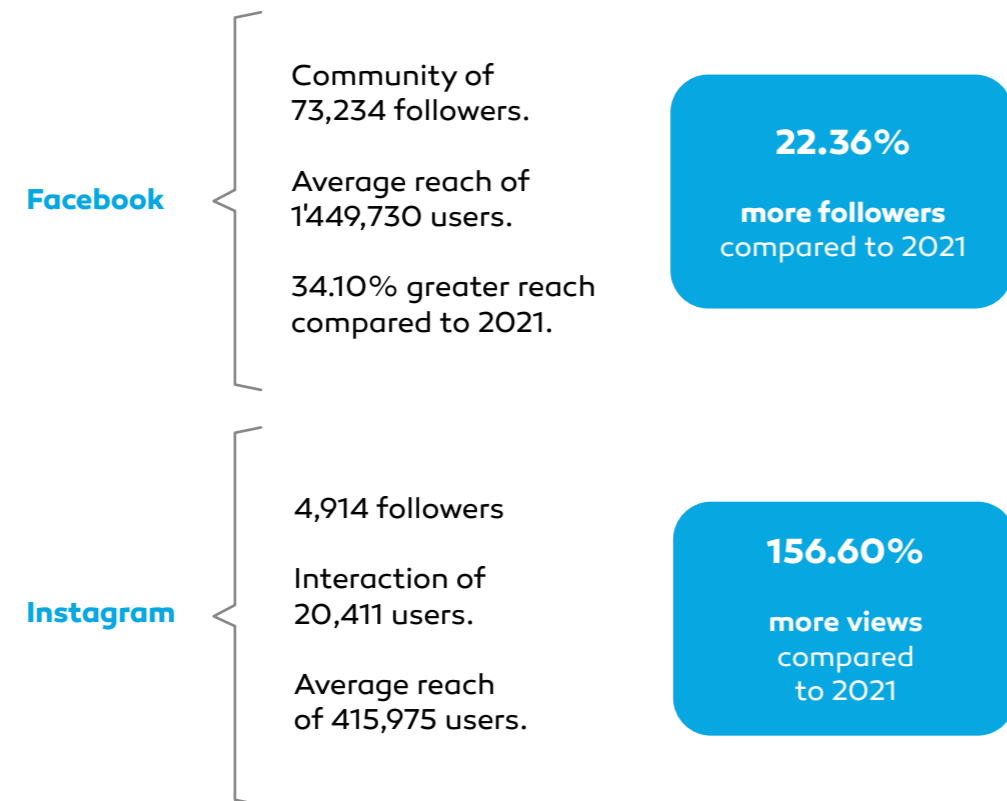 Facebook
Community of
73,234 followers.
Average reach of
1'449,730 users.
34.10% greater reach
compared to 2021.
22.36%
more followers
compared to 2021
Instagram
4,914 followers
Interaction of
20,411 users.
Average reach
of 415,975 users.
156.60%
more views
compared
to 2021